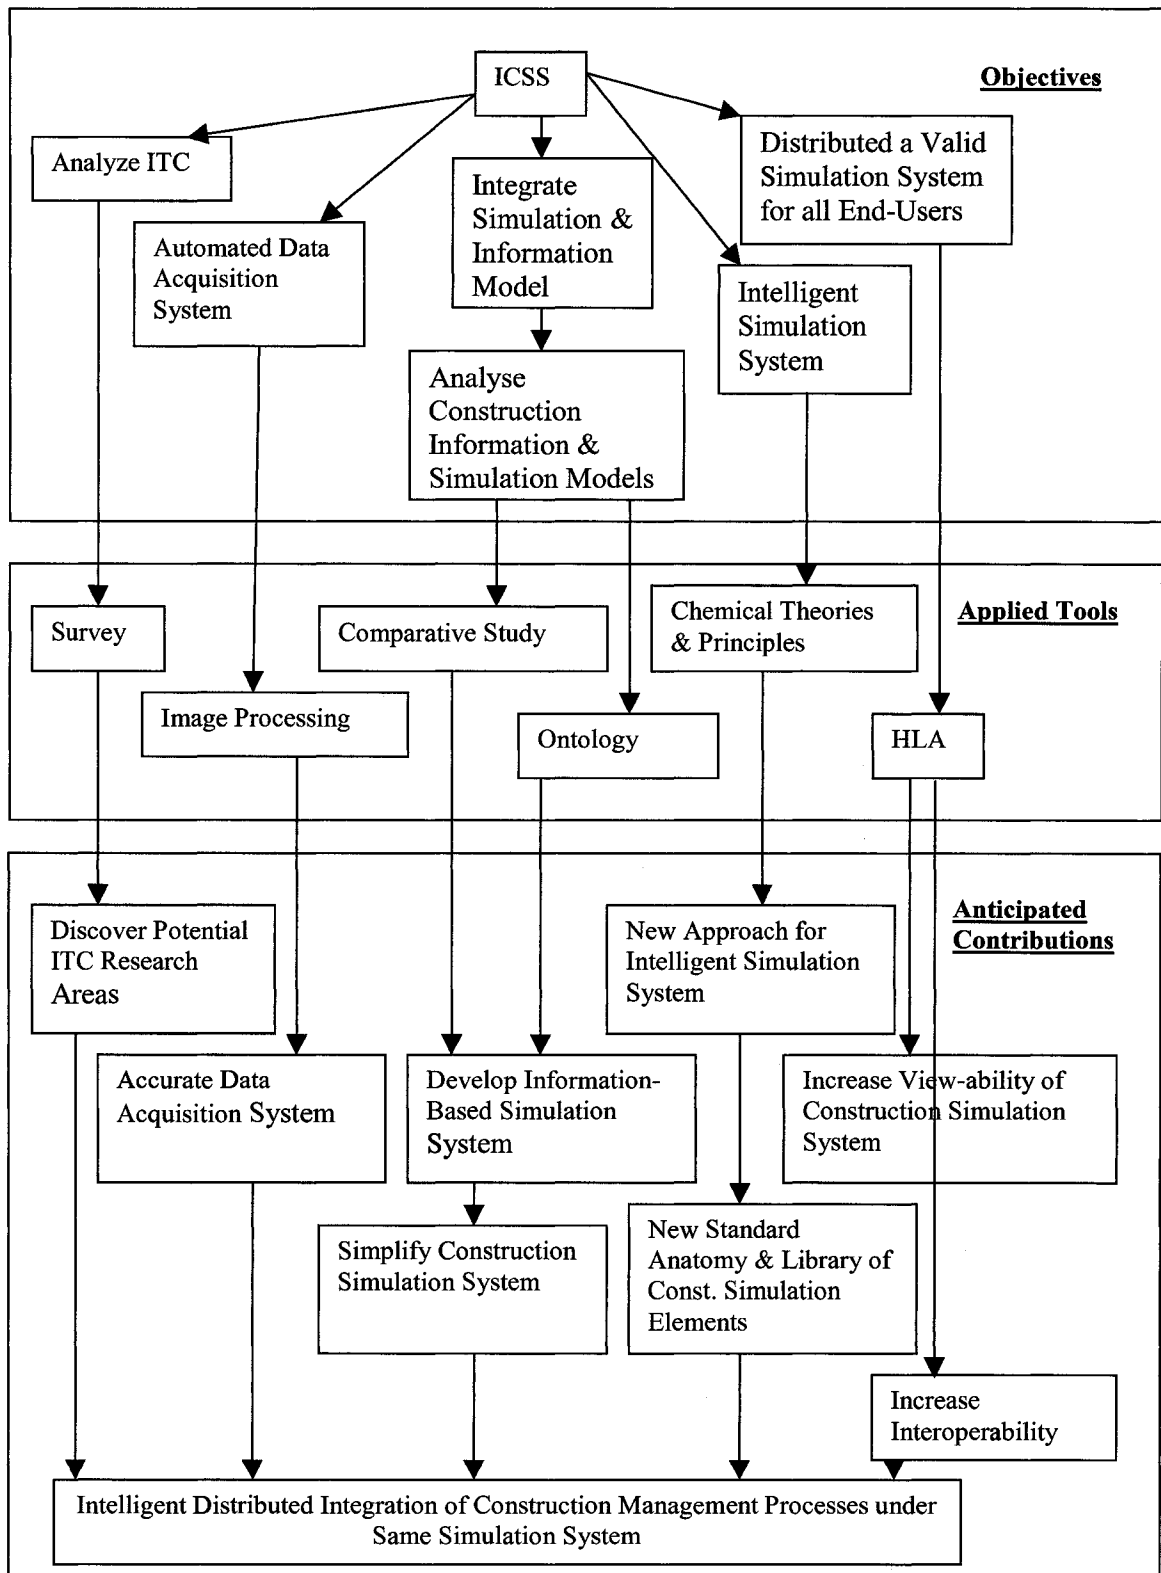 ICSS
Objectives
Analyze ITC
Distributed a Valid
Simulation System
for all End-Users
Integrate
Simulation &
Information
Model
Automated Data
Acquisition
System
Intelligent
Simulation
System
Analyse
Construction
Information &
Simulation Models
Applied Tools
Survey
Comparative Study
Chemical Theories
& Principles
Image Processing
Ontology
HLA
Anticipated
Contributions
Discover Potential
ITC Research
Areas
New Approach for
Intelligent Simulation
System
Accurate Data
Acquisition System
Develop Information-
Based Simulation
System
Increase View-ability of
Construction Simulation
System
Simplify Construction
Simulation System
New Standard
Anatomy & Library of
Const. Simulation
Elements
Increase
Interoperability
Intelligent Distributed Integration of Construction Management Processes under
Same Simulation System